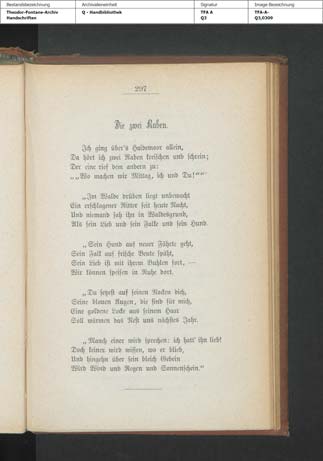 Bestandsbezeichnung Archivalieneinheit Signatur Image Bezeichnung
Theodor-Fontane-Archiv Q - Handbibliothek TFA A TFA-A-
Handschriften Q3 Q3,0309
297
Die zwei Raben.
Ich ging über's Haidemoor allein,
Da hört ich zwei Raben kreischen und schrein;
Der eine rief dem andern zu:
„„Wo machen wir Mittag, ich und Du!““
„Im Walde drüben liegt unbewacht
Ein erschlagener Ritter seit heute Nacht,
Und niemand sah ihn in Waldesgrund,
Als sein Lieb und sein Falke und sein Hund.
„Sein Hund auf neuer Fährte geht,
Sein Falk auf frische Beute späht,
Sein Lieb ist mit ihrem Buhlen fort, —
Wir können speisen in Ruhe dort.
„Du setzest auf seinen Nacken dich,
Seine blauen Augen, die sind für mich,
Eine goldene Locke aus seinem Haar
Soll wärmen das Nest uns nächstes Jahr.
„Manch einer wird sprechen: ich hatt' ihn lieb!
Doch keiner wird wissen, wo er blieb,
Und hingehn über sein bleich Gebein
Wird Wind und Regen und Sonnenschein.“